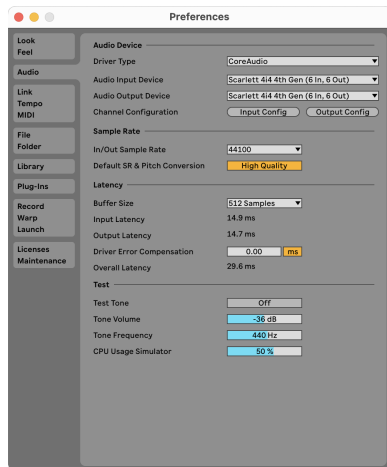 Preferences
Look
Feel
Audio
Link
Tempo
MIDI
File
Folder
Library
Plug-Ins
Record
Warp
Launch
Licenses
Maintenance
Audio Device
Driver Type CoreAudio
Audio Input Device Scarlett 4i4 4th Gen (6 In, 6 Out)
Audio Output Device Scarlett 4i4 4th Gen (6 In, 6 Out)
Channel Configuration Input Config Output Config
Sample Rate
In/Out Sample Rate 44100
Default SR & Pitch Conversion High Quality
Latency
Buffer Size 512 Samples
Input Latency 14.9 ms
Output Latency 14.7 ms
Driver Error Compensation 0.00 ms
Overall Latency 29.6 ms
Test
Test Tone Off
Tone Volume -36 dB
Tone Frequency 440 Hz
CPU Usage Simulator 50 %